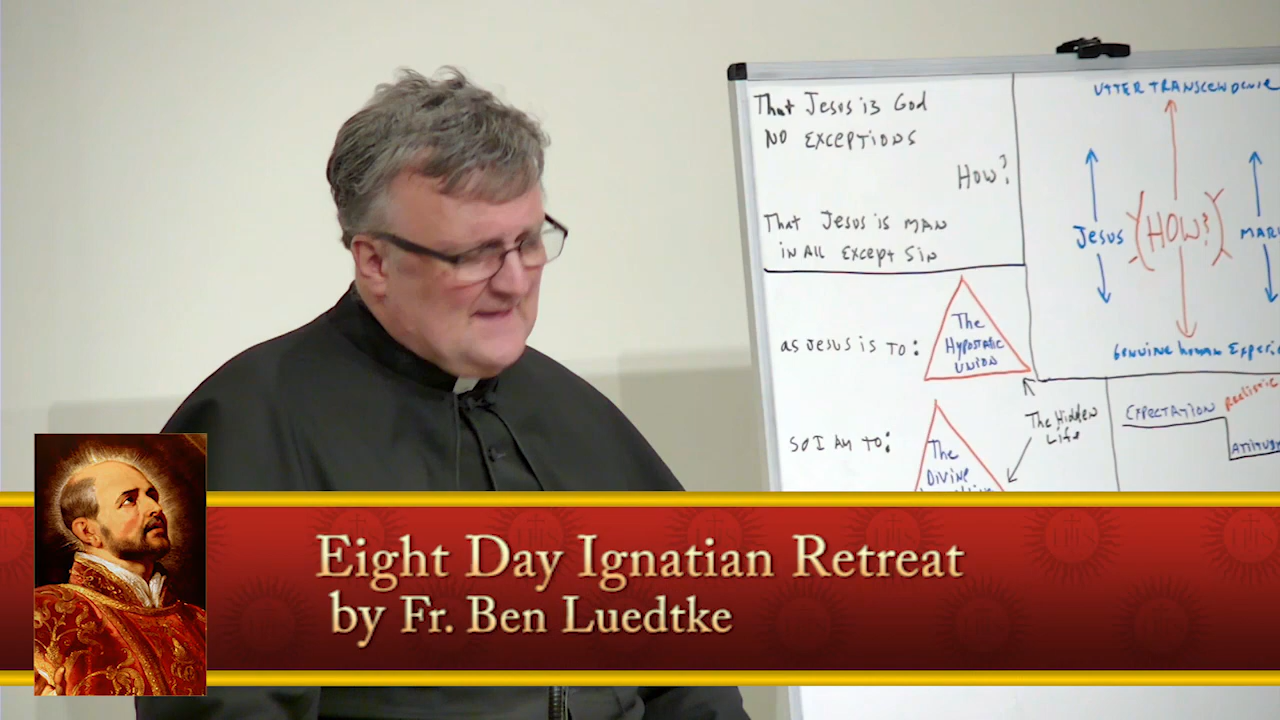 That Jesus is God
NO EXCEPTIONS
HOW?
That Jesus is MAN
in All Except Sin
UTTER TRANSCENDENCE
Jesus
(HOW?)
GENUINE human
as Jesus is to:
The
Hypostatic
UNION
The Hidden
Life
EXPECTATION
Realistic
so I am to:
The
Divine
Eight Day Ignatian Retreat
by Fr. Ben Luedtke